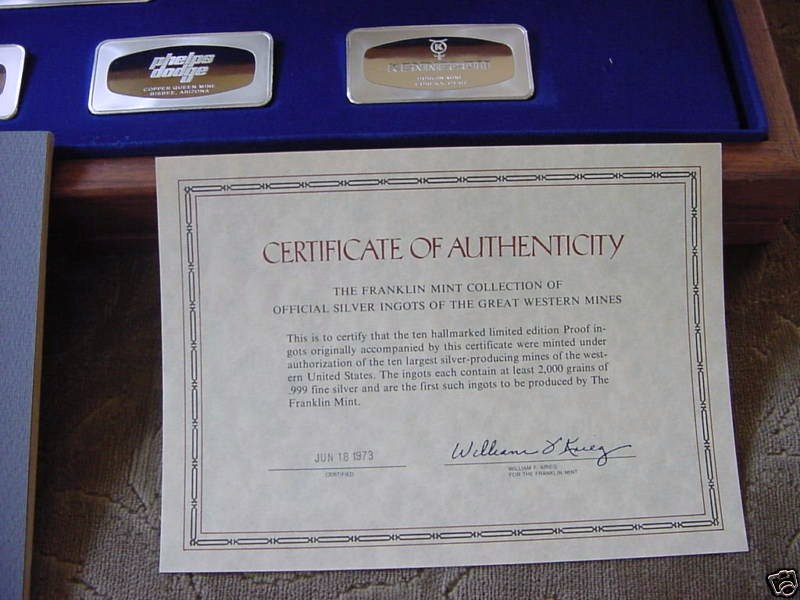 phelps
dodge
COPPER QUEEN MINE
BISBEE, ARIZONA
KENNECOTT
CERTIFICATE OF AUTHENTICITY
THE FRANKLIN MINT COLLECTION OF
OFFICIAL SILVER INGOTS OF THE GREAT WESTERN MINES
This is to certify that the ten hallmarked limited edition Proof in-
gots originally accompanied by this certificate were minted under
authorization of the ten largest silver-producing mines of the west-
ern United States. The ingots each contain at least 2,000 grains of
.999 fine silver and are the first such ingots to be produced by The
Franklin Mint.
JUN 18 1973
CERTIFIED
William F Krieg
WILLIAM F. KRIEG
FOR THE FRANKLIN MINT